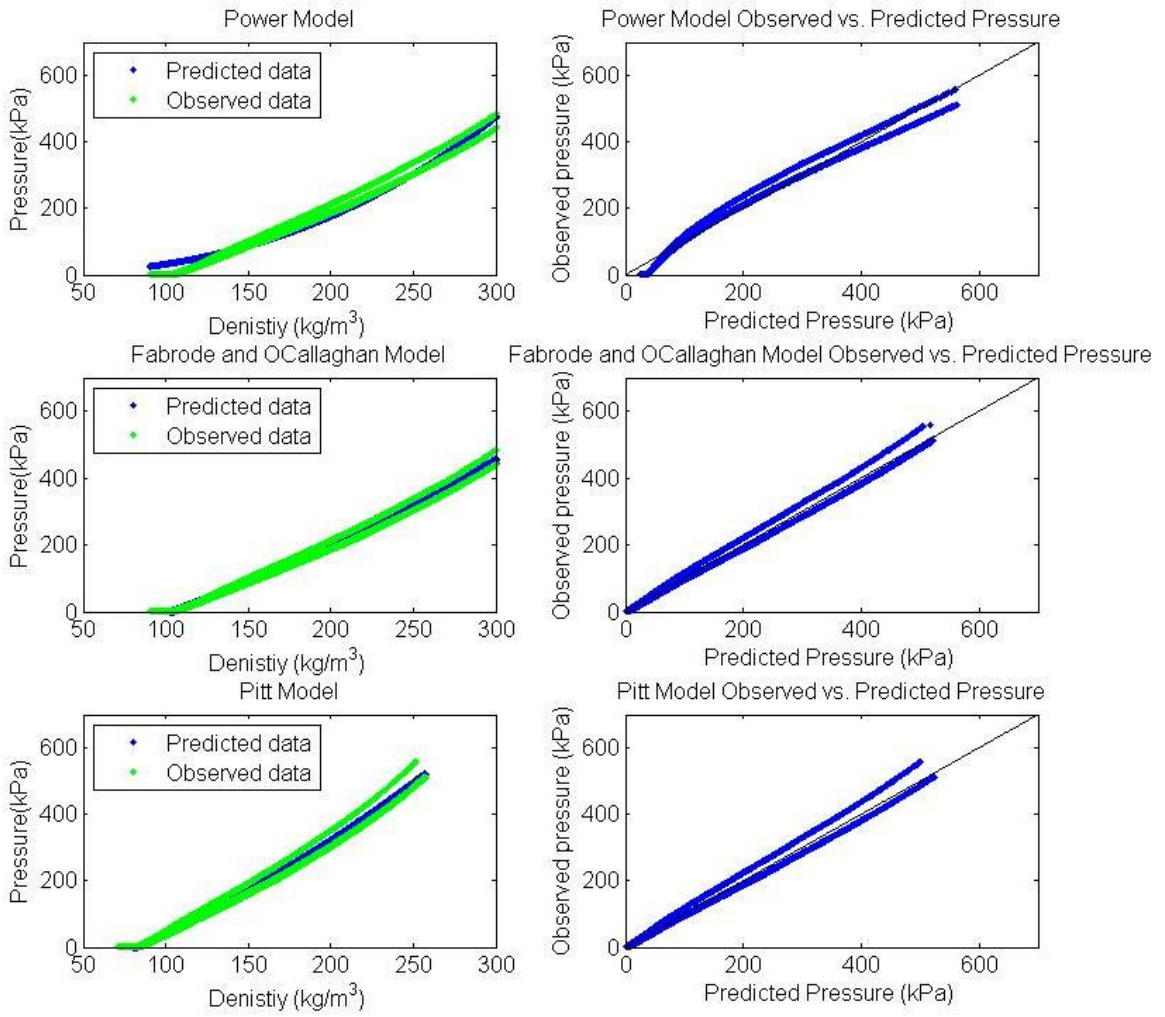 Power Model
Power Model Observed vs. Predicted Pressure
Pressure(kPa)
600
400
200
0
Predicted data
Observed data
50 100 150 200 250 300
Denistiy (kg/m³)
Observed pressure (kPa)
600
400
200
0
0 200 400 600
Predicted Pressure (kPa)
Fabrode and OCallaghan Model
Fabrode and OCallaghan Model Observed vs. Predicted Pressure
Pressure(kPa)
600
400
200
0
Predicted data
Observed data
50 100 150 200 250 300
Denistiy (kg/m³)
Observed pressure (kPa)
600
400
200
0
0 200 400 600
Predicted Pressure (kPa)
Pitt Model
Pitt Model Observed vs. Predicted Pressure
Pressure(kPa)
600
400
200
0
Predicted data
Observed data
50 100 150 200 250 300
Denistiy (kg/m³)
Observed pressure (kPa)
600
400
200
0
0 200 400 600
Predicted Pressure (kPa)